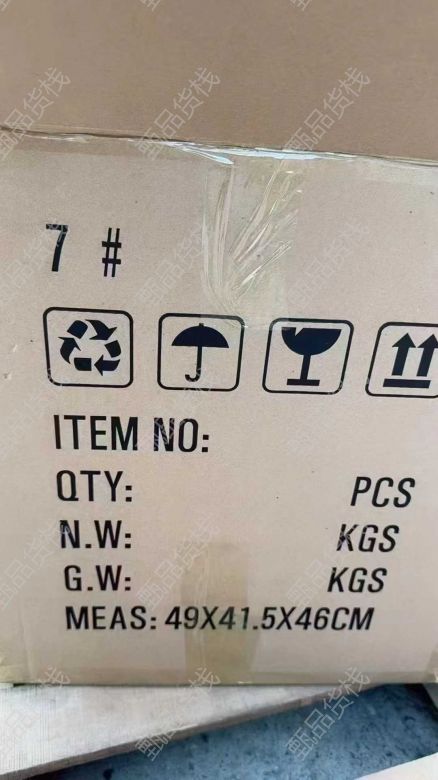 7 #
ITEM NO:
QTY: PCS
N.W: KGS
G.W: KGS
MEAS: 49X41.5X46CM
甄品货栈